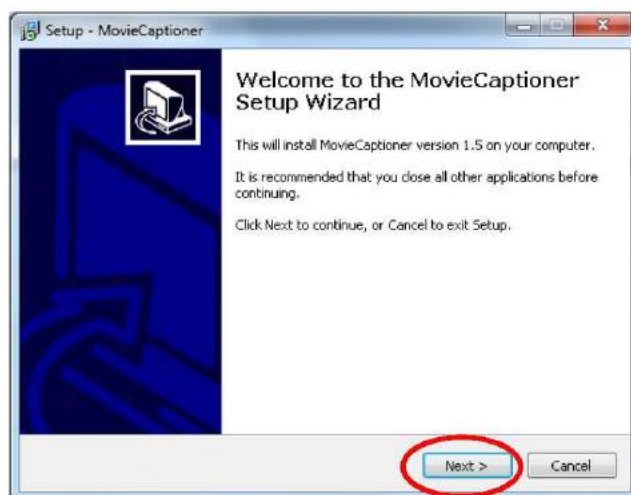 Setup - MovieCaptioner
Welcome to the MovieCaptioner
Setup Wizard
This will install MovieCaptioner version 1.5 on your computer.
It is recommended that you close all other applications before
continuing.
Click Next to continue, or Cancel to exit Setup.
Next >
Cancel